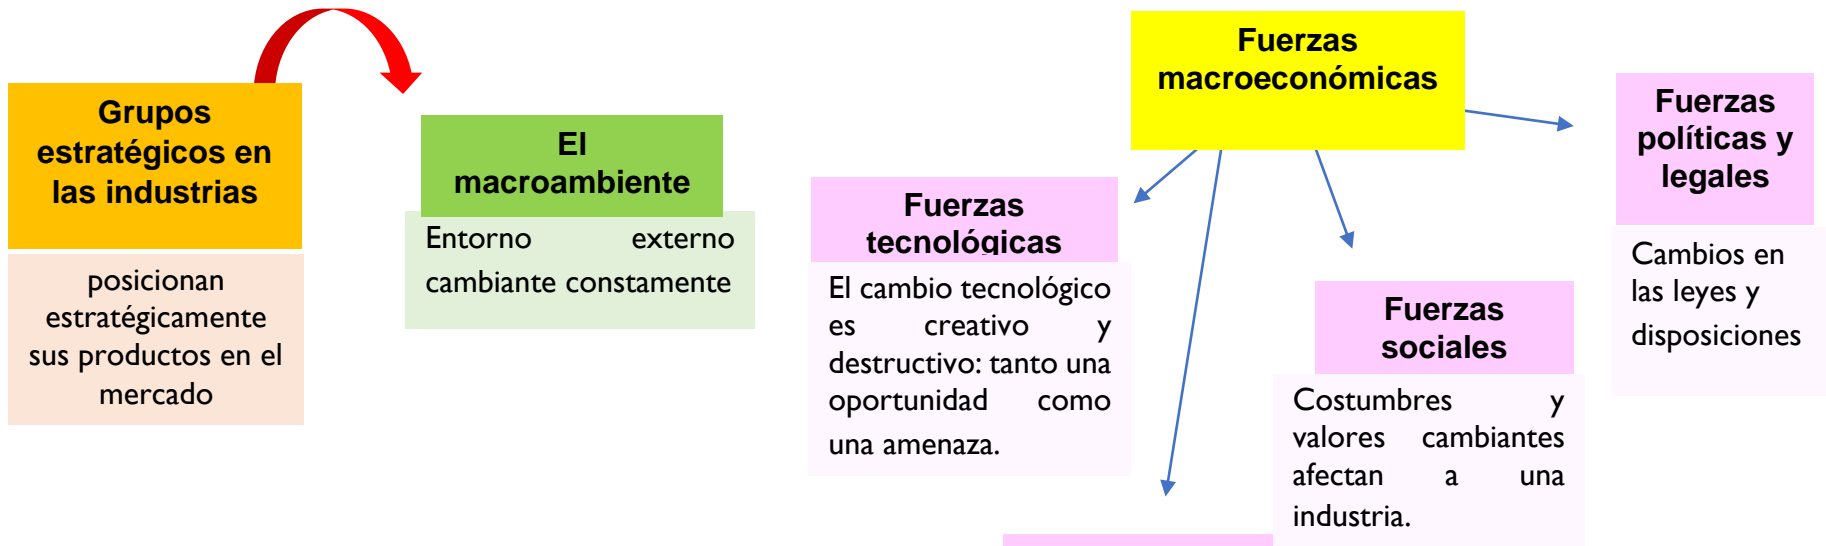 Grupos
estratégicos en
las industrias
posicionan
estratégicamente
sus productos en el
mercado
El
macroambiente
Entorno externo
cambiante constamente
Fuerzas
macroeconómicas
Fuerzas
tecnológicas
El cambio tecnológico
es creativo y
destructivo: tanto una
oportunidad como
una amenaza.
Fuerzas
sociales
Costumbres y
valores cambiantes
afectan a una
industria.
Fuerzas
políticas y
legales
Cambios en
las leyes y
disposiciones